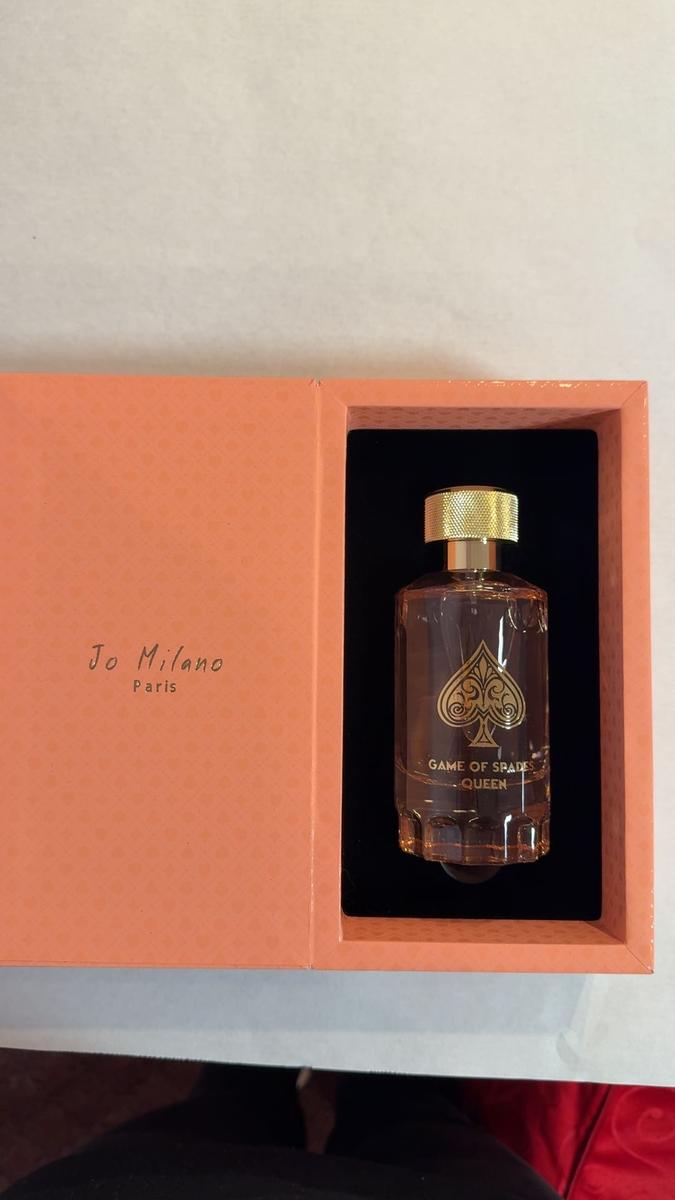 Jo Milano
Paris
GAME OF SPADES
QUEEN